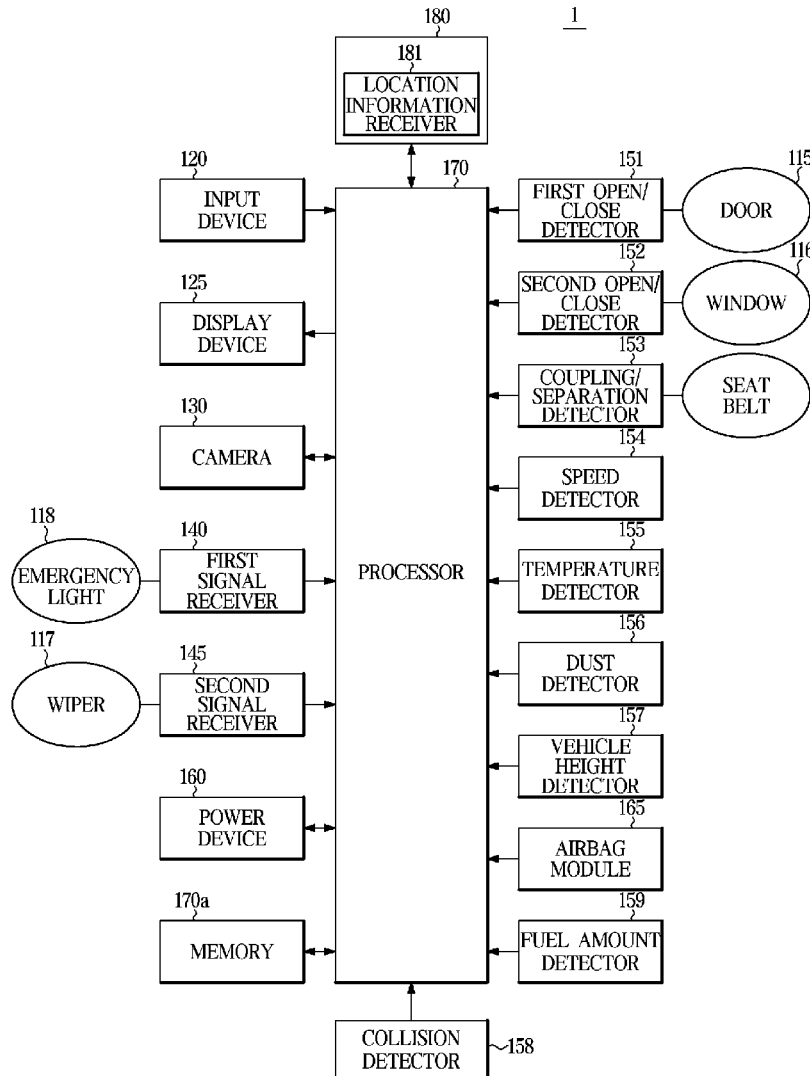 1
180
181
LOCATION
INFORMATION
RECEIVER
120
INPUT
DEVICE
170
PROCESSOR
151
FIRST OPEN/
CLOSE
DETECTOR
115
DOOR
125
DISPLAY
DEVICE
152
SECOND OPEN/
CLOSE
DETECTOR
116
WINDOW
130
CAMERA
153
COUPLING/
SEPARATION
DETECTOR
SEAT
BELT
118
EMERGENCY
LIGHT
140
FIRST
SIGNAL
RECEIVER
154
SPEED
DETECTOR
155
TEMPERATURE
DETECTOR
117
WIPER
145
SECOND
SIGNAL
RECEIVER
156
DUST
DETECTOR
157
VEHICLE
HEIGHT
DETECTOR
160
POWER
DEVICE
165
AIRBAG
MODULE
170a
MEMORY
159
FUEL AMOUNT
DETECTOR
COLLISION
DETECTOR
158